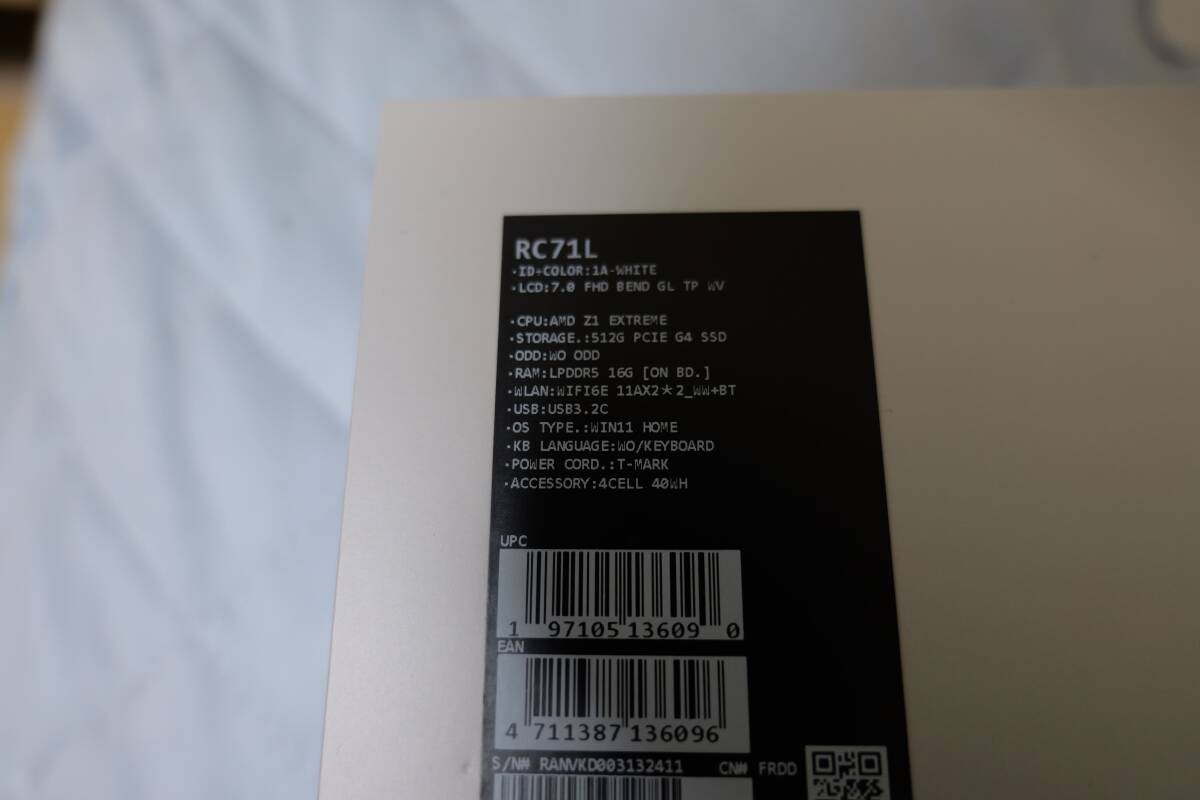 RC71L
·ID+COLOR:1A-WHITE
·LCD:7.0 FHD BEND GL TP WV
·CPU:AMD Z1 EXTREME
·STORAGE.:512G PCIE G4 SSD
·ODD:WO ODD
·RAM:LPDDR5 16G [ON BD.]
·WLAN:WIFI6E 11AX2*2_WW+BT
·USB:USB3.2C
·OS TYPE.:WIN11 HOME
·KB LANGUAGE:WO/KEYBOARD
·POWER CORD.:T-MARK
·ACCESSORY:4CELL 40WH
UPC
1 97105 13609 0
EAN
4 711387 136096
S/N# RANVKD003132411 CN# FRDD